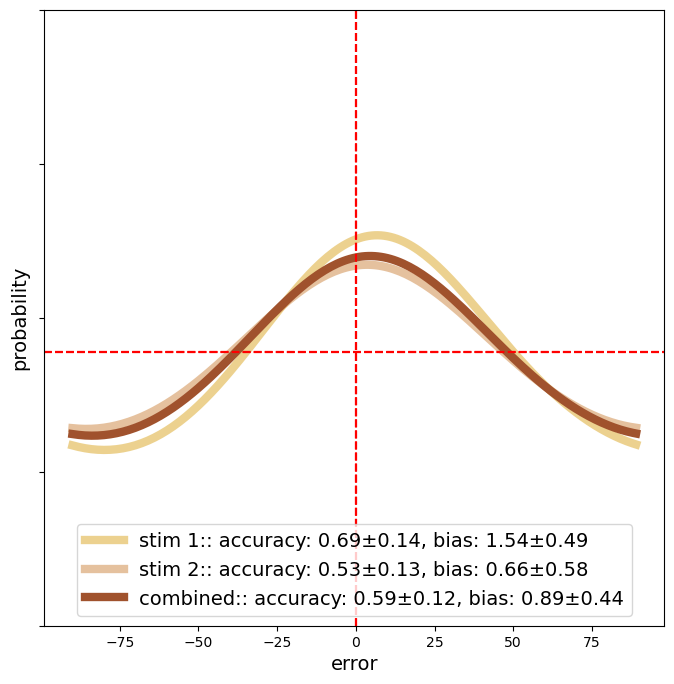 probability
stim 1:: accuracy: 0.69±0.14, bias: 1.54±0.49
stim 2:: accuracy: 0.53±0.13, bias: 0.66±0.58
combined:: accuracy: 0.59±0.12, bias: 0.89±0.44
−75 −50 −25 0 25 50 75
error